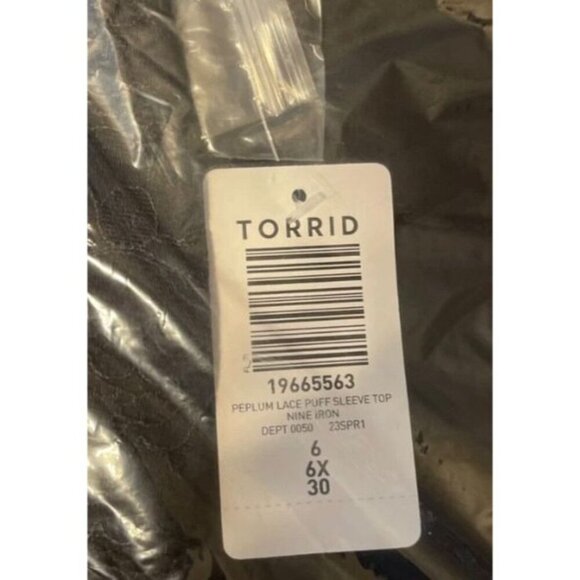 TORRID
19665563
PEPLUM LACE PUFF SLEEVE TOP
NINE IRON
DEPT 0050 23SPR1
6
6X
30